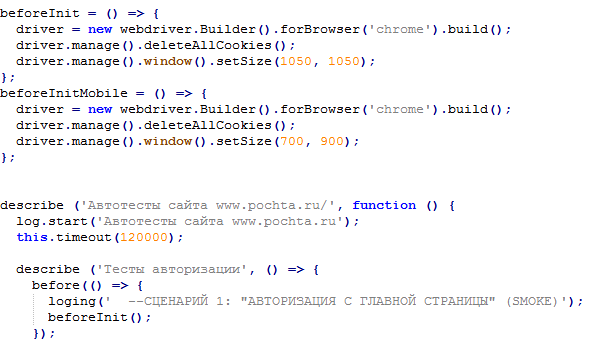 beforeInit = () => {
driver = new webdriver.Builder().forBrowser('chrome').build();
driver.manage().deleteAllCookies();
driver.manage().window().setSize(1050, 1050);
};
beforeInitMobile = () => {
driver = new webdriver.Builder().forBrowser('chrome').build();
driver.manage().deleteAllCookies();
driver.manage().window().setSize(700, 900);
};
describe ('Автотесты сайта www.pochta.ru/', function () {
log.start('Автотесты сайта www.pochta.ru');
this.timeout(120000);
describe ('Тесты авторизации', () => {
before(() => {
loging('  --СЦЕНАРИЙ 1: "АВТОРИЗАЦИЯ С ГЛАВНОЙ СТРАНИЦЫ" (SMOKE)');
beforeInit();
});